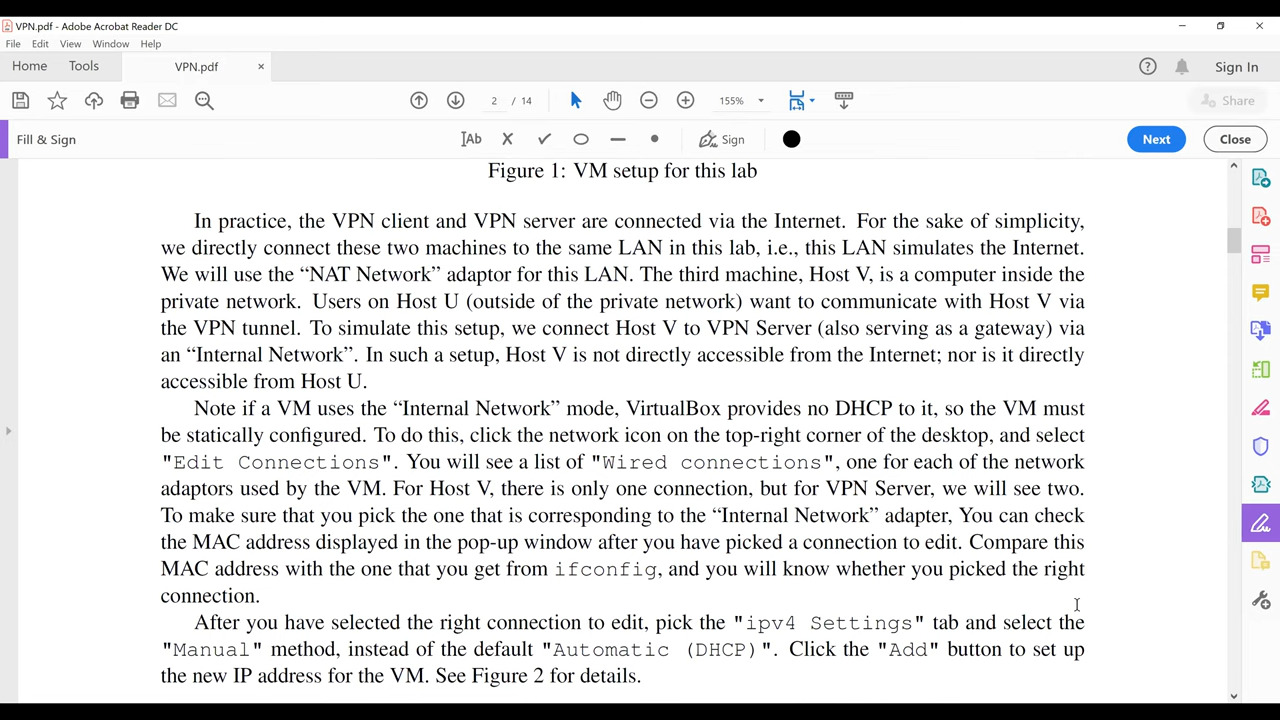 VPN.pdf - Adobe Acrobat Reader DC
File Edit View Window Help
Home Tools VPN.pdf × Sign In
2 / 14 155% Share
Fill & Sign Ab Sign Next Close
Figure 1: VM setup for this lab
In practice, the VPN client and VPN server are connected via the Internet. For the sake of simplicity,
we directly connect these two machines to the same LAN in this lab, i.e., this LAN simulates the Internet.
We will use the “NAT Network” adaptor for this LAN. The third machine, Host V, is a computer inside the
private network. Users on Host U (outside of the private network) want to communicate with Host V via
the VPN tunnel. To simulate this setup, we connect Host V to VPN Server (also serving as a gateway) via
an “Internal Network”. In such a setup, Host V is not directly accessible from the Internet; nor is it directly
accessible from Host U.
Note if a VM uses the “Internal Network” mode, VirtualBox provides no DHCP to it, so the VM must
be statically configured. To do this, click the network icon on the top-right corner of the desktop, and select
"Edit Connections". You will see a list of "Wired connections", one for each of the network
adaptors used by the VM. For Host V, there is only one connection, but for VPN Server, we will see two.
To make sure that you pick the one that is corresponding to the “Internal Network” adapter, You can check
the MAC address displayed in the pop-up window after you have picked a connection to edit. Compare this
MAC address with the one that you get from ifconfig, and you will know whether you picked the right
connection.
After you have selected the right connection to edit, pick the "ipv4 Settings" tab and select the
"Manual" method, instead of the default "Automatic (DHCP)". Click the "Add" button to set up
the new IP address for the VM. See Figure 2 for details.